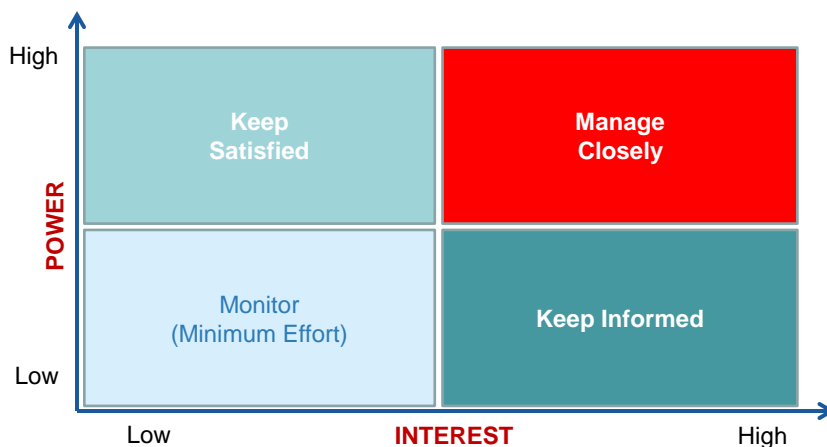 High
Keep
Satisfied
Manage
Closely
POWER
Monitor
(Minimum Effort)
Keep Informed
Low
Low
INTEREST
High